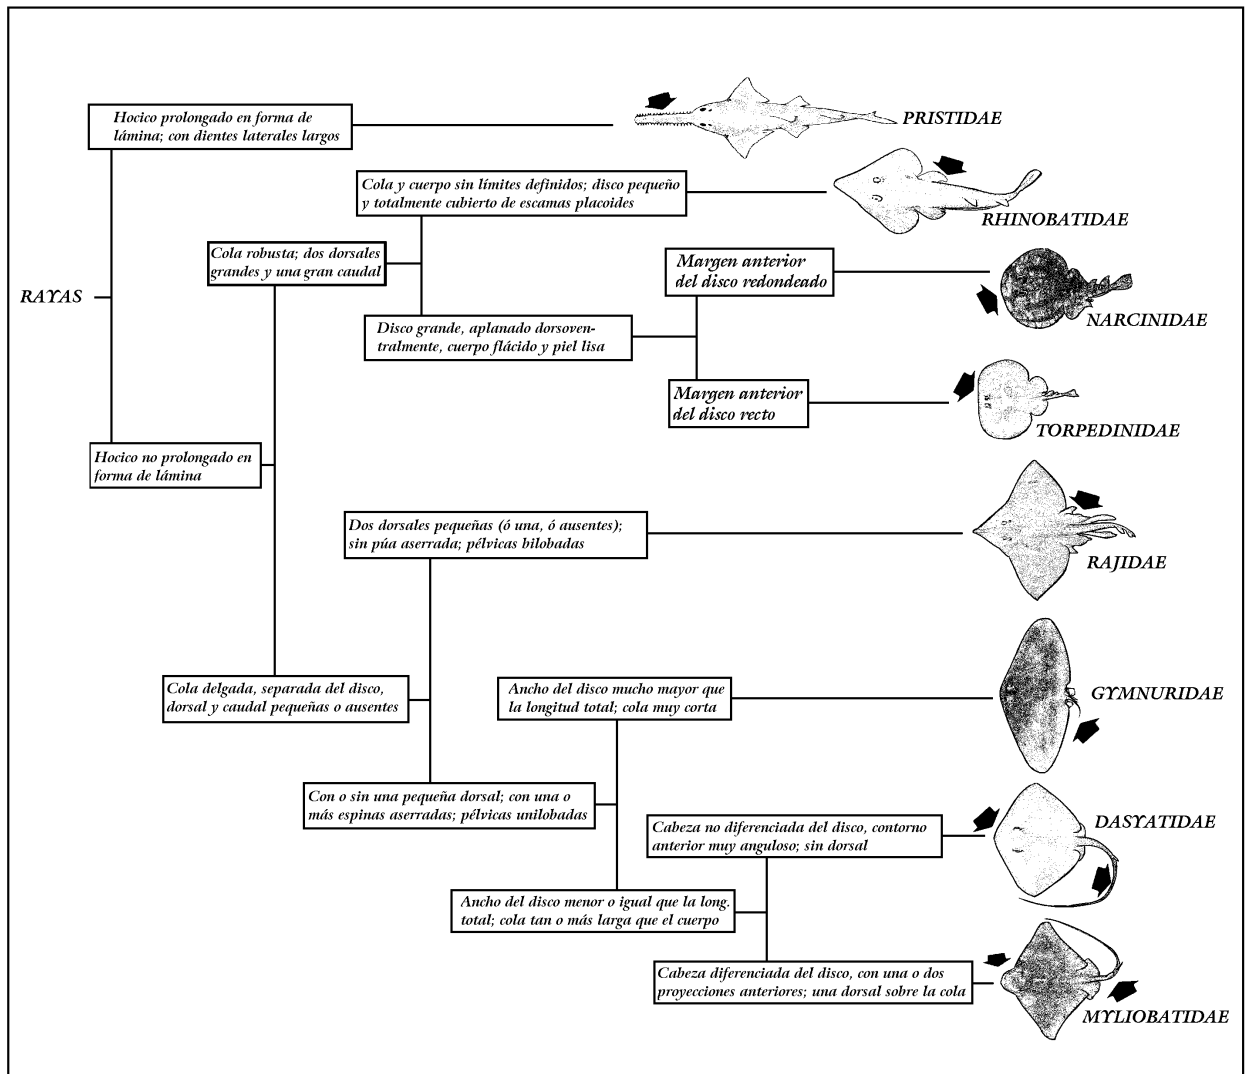 Hocico prolongado en forma de
lámina; con dientes laterales largos
PRISTIDAE
Cola y cuerpo sin límites definidos; disco pequeño
y totalmente cubierto de escamas placoides
RHINOBATIDAE
Cola robusta; dos dorsales
grandes y una gran caudal
Margen anterior
del disco redondeado
NARCINIDAE
RAYAS
Disco grande, aplanado dorsoven-
tralmente, cuerpo flácido y piel lisa
Margen anterior
del disco recto
TORPEDINIDAE
Hocico no prolongado en
forma de lámina
Dos dorsales pequeñas (ó una, ó ausentes);
sin púa aserrada; pélvicas bilobadas
RAJIDAE
Cola delgada, separada del disco,
dorsal y caudal pequeñas o ausentes
Ancho del disco mucho mayor que
la longitud total; cola muy corta
GYMNURIDAE
Con o sin una pequeña dorsal; con una o
más espinas aserradas; pélvicas unilobadas
Cabeza no diferenciada del disco, contorno
anterior muy anguloso; sin dorsal
DASYATIDAE
Ancho del disco menor o igual que la long.
total; cola tan o más larga que el cuerpo
Cabeza diferenciada del disco, con una o dos
proyecciones anteriores; una dorsal sobre la cola
MYLIOBATIDAE